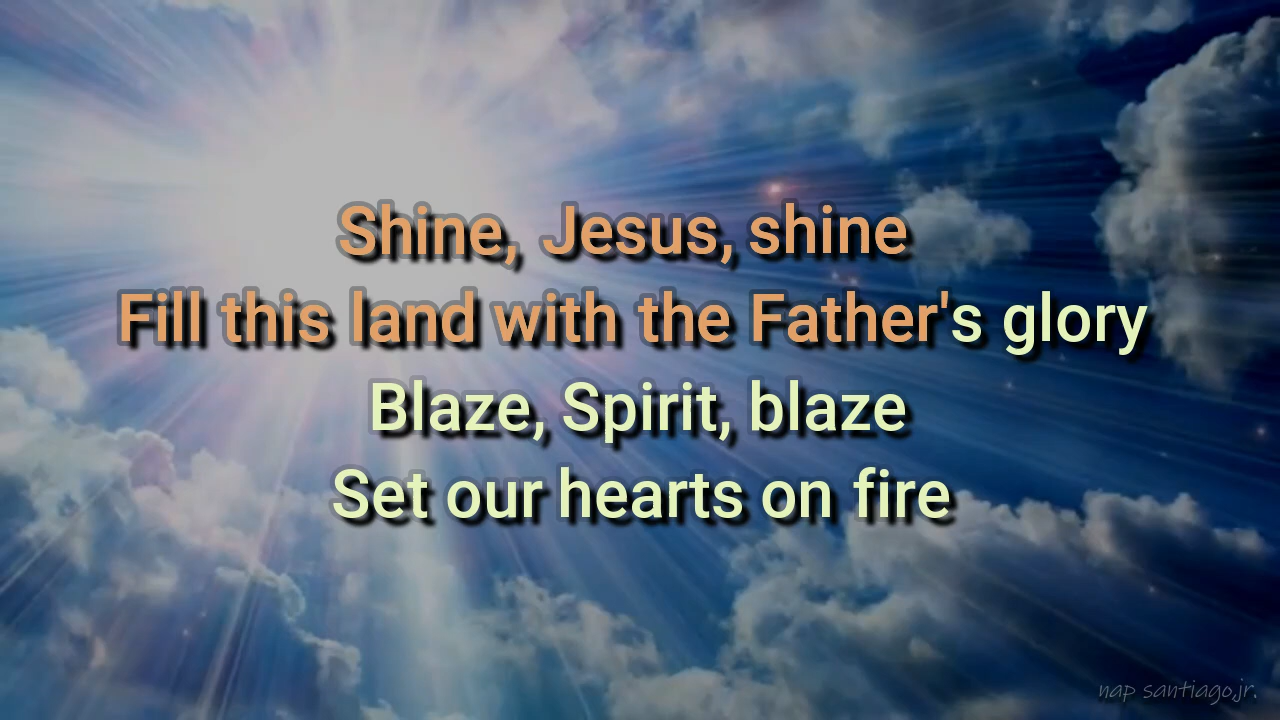 Shine, Jesus, shine
Fill this land with the Father's glory
Blaze, Spirit, blaze
Set our hearts on fire
nap santiago.jr.